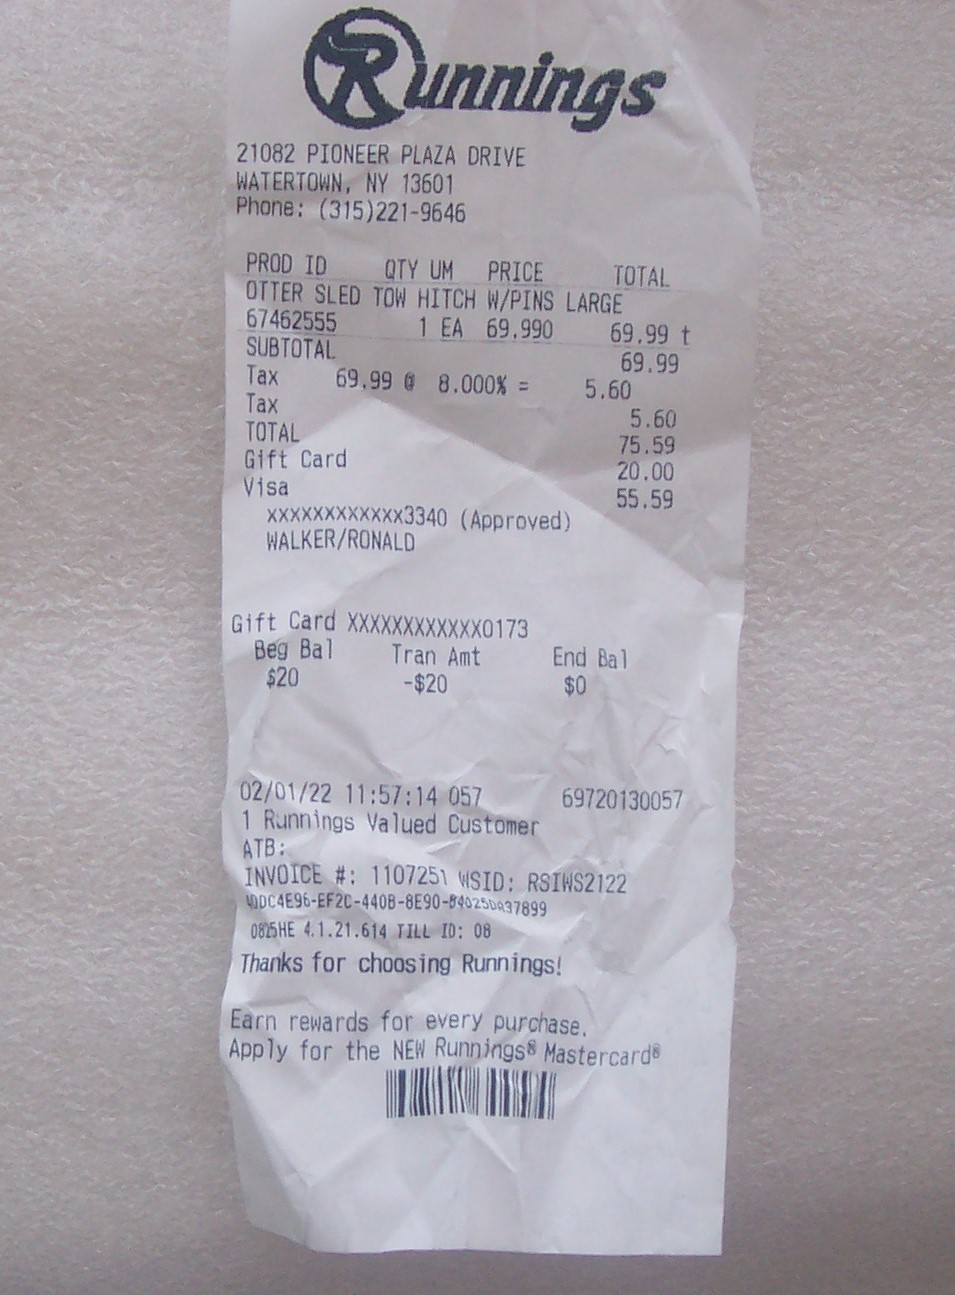 Runnings
21082 PIONEER PLAZA DRIVE
WATERTOWN, NY 13601
Phone: (315)221-9646
PROD ID QTY UM PRICE TOTAL
OTTER SLED TOW HITCH W/PINS LARGE
67462555 1 EA 69.990 69.99 t
SUBTOTAL 69.99
Tax 69.99 @ 8.000% = 5.60
Tax 5.60
TOTAL 75.59
Gift Card 20.00
Visa 55.59
XXXXXXXXXXXX3340 (Approved)
WALKER/RONALD
Gift Card XXXXXXXXXXXX0173
Beg Bal Tran Amt End Bal
$20 -$20 $0
02/01/22 11:57:14 057 69720130057
1 Runnings Valued Customer
ATB:
INVOICE #: 1107251 WSID: RSIWS2122
4.1.21.614 TILL ID: 08
Thanks for choosing Runnings!
Earn rewards for every purchase.
Apply for the NEW Runnings® Mastercard®